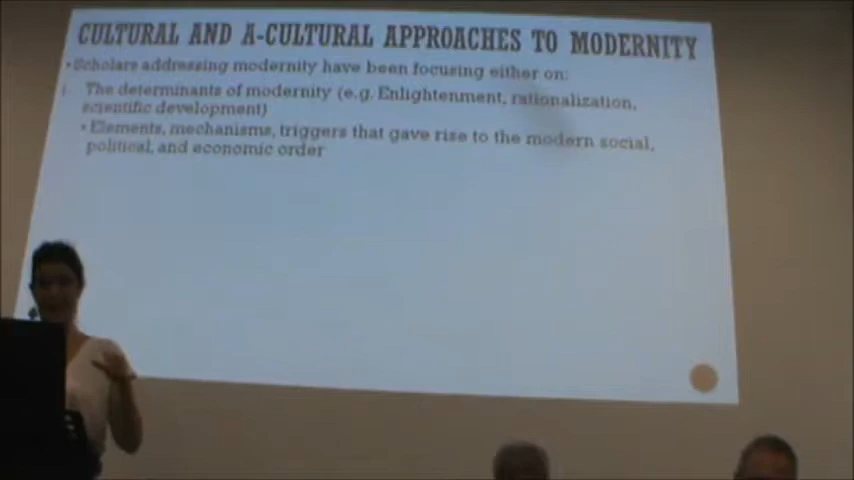 CULTURAL AND A-CULTURAL APPROACHES TO MODERNITY
• Scholars addressing modernity have been focusing either on:
i. The determinants of modernity (e.g. Enlightenment, rationalization,
scientific development)
• Elements, mechanisms, triggers that gave rise to the modern social,
political, and economic order